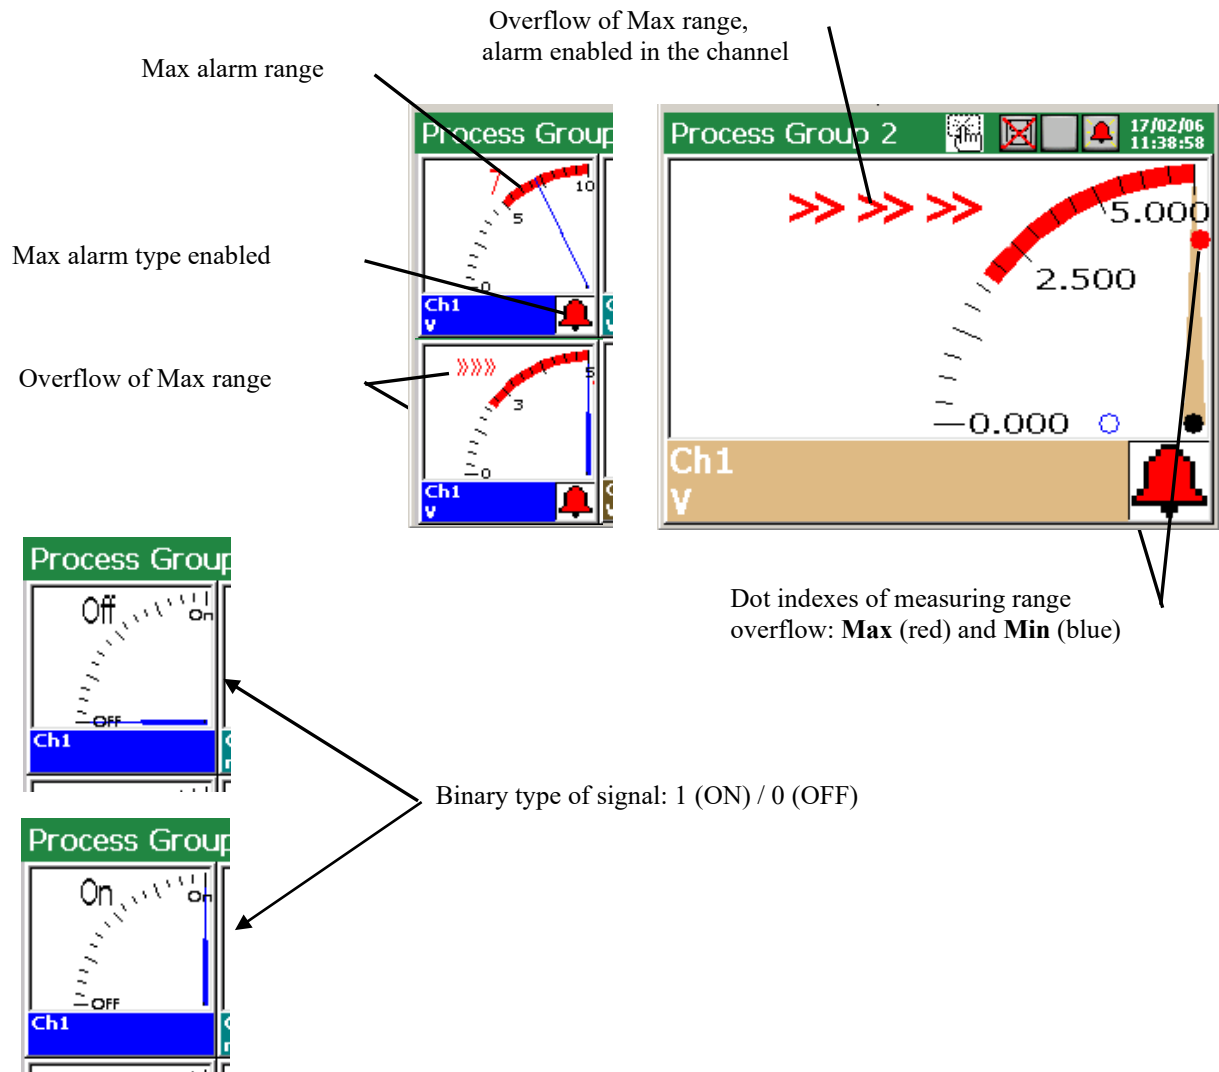 Overflow of Max range,
alarm enabled in the channel
Max alarm range
Max alarm type enabled
Overflow of Max range
Process Group
10
5
0
Ch1
V
5
3
0
Ch1
V
Process Group 2
17/02/06
11:38:58
5.000
2.500
0.000
Ch1
V
Dot indexes of measuring range
overflow: Max (red) and Min (blue)
Process Group
Off
On
OFF
Ch1
Binary type of signal: 1 (ON) / 0 (OFF)
Process Group
On
On
OFF
Ch1